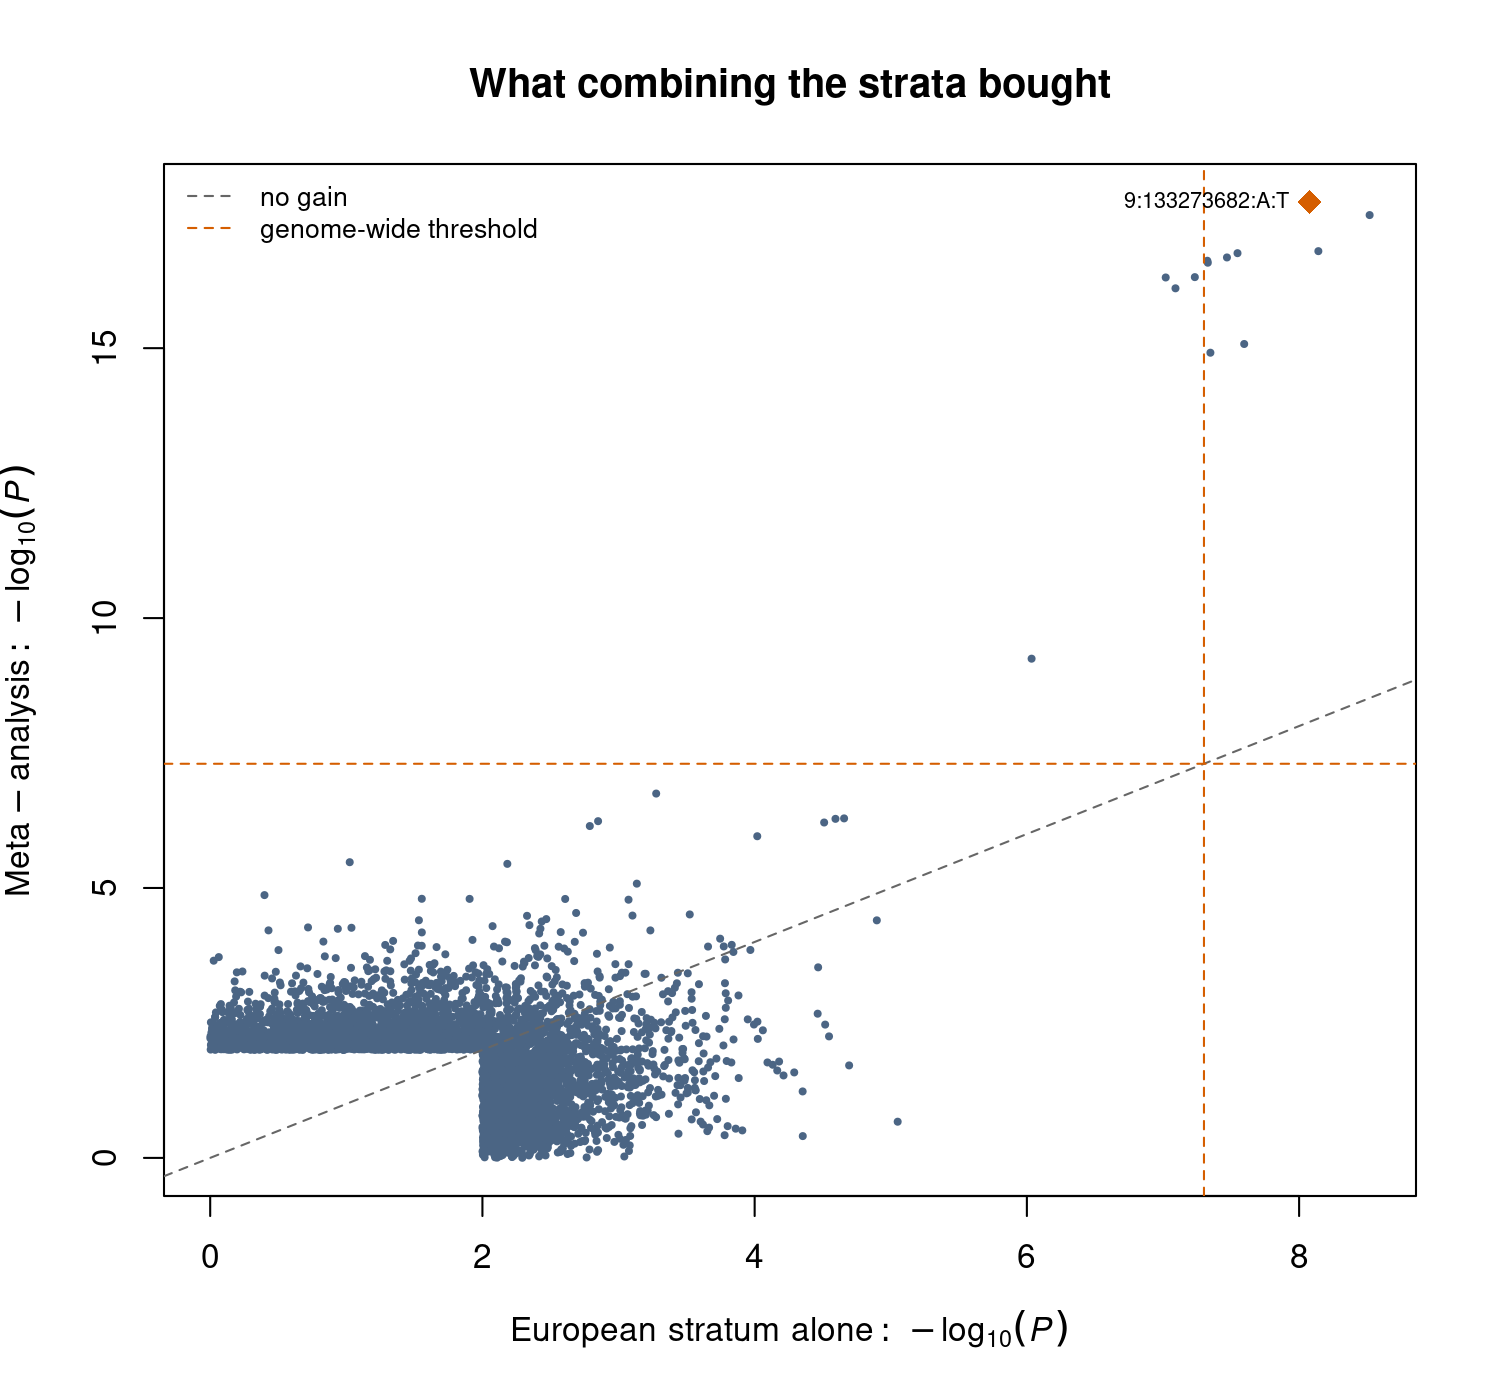 What combining the strata bought
no gain
genome-wide threshold
9:133273682:A:T
Meta − analysis : −log10(P)
15
10
5
0
0 2 4 6 8
European stratum alone : −log10(P)